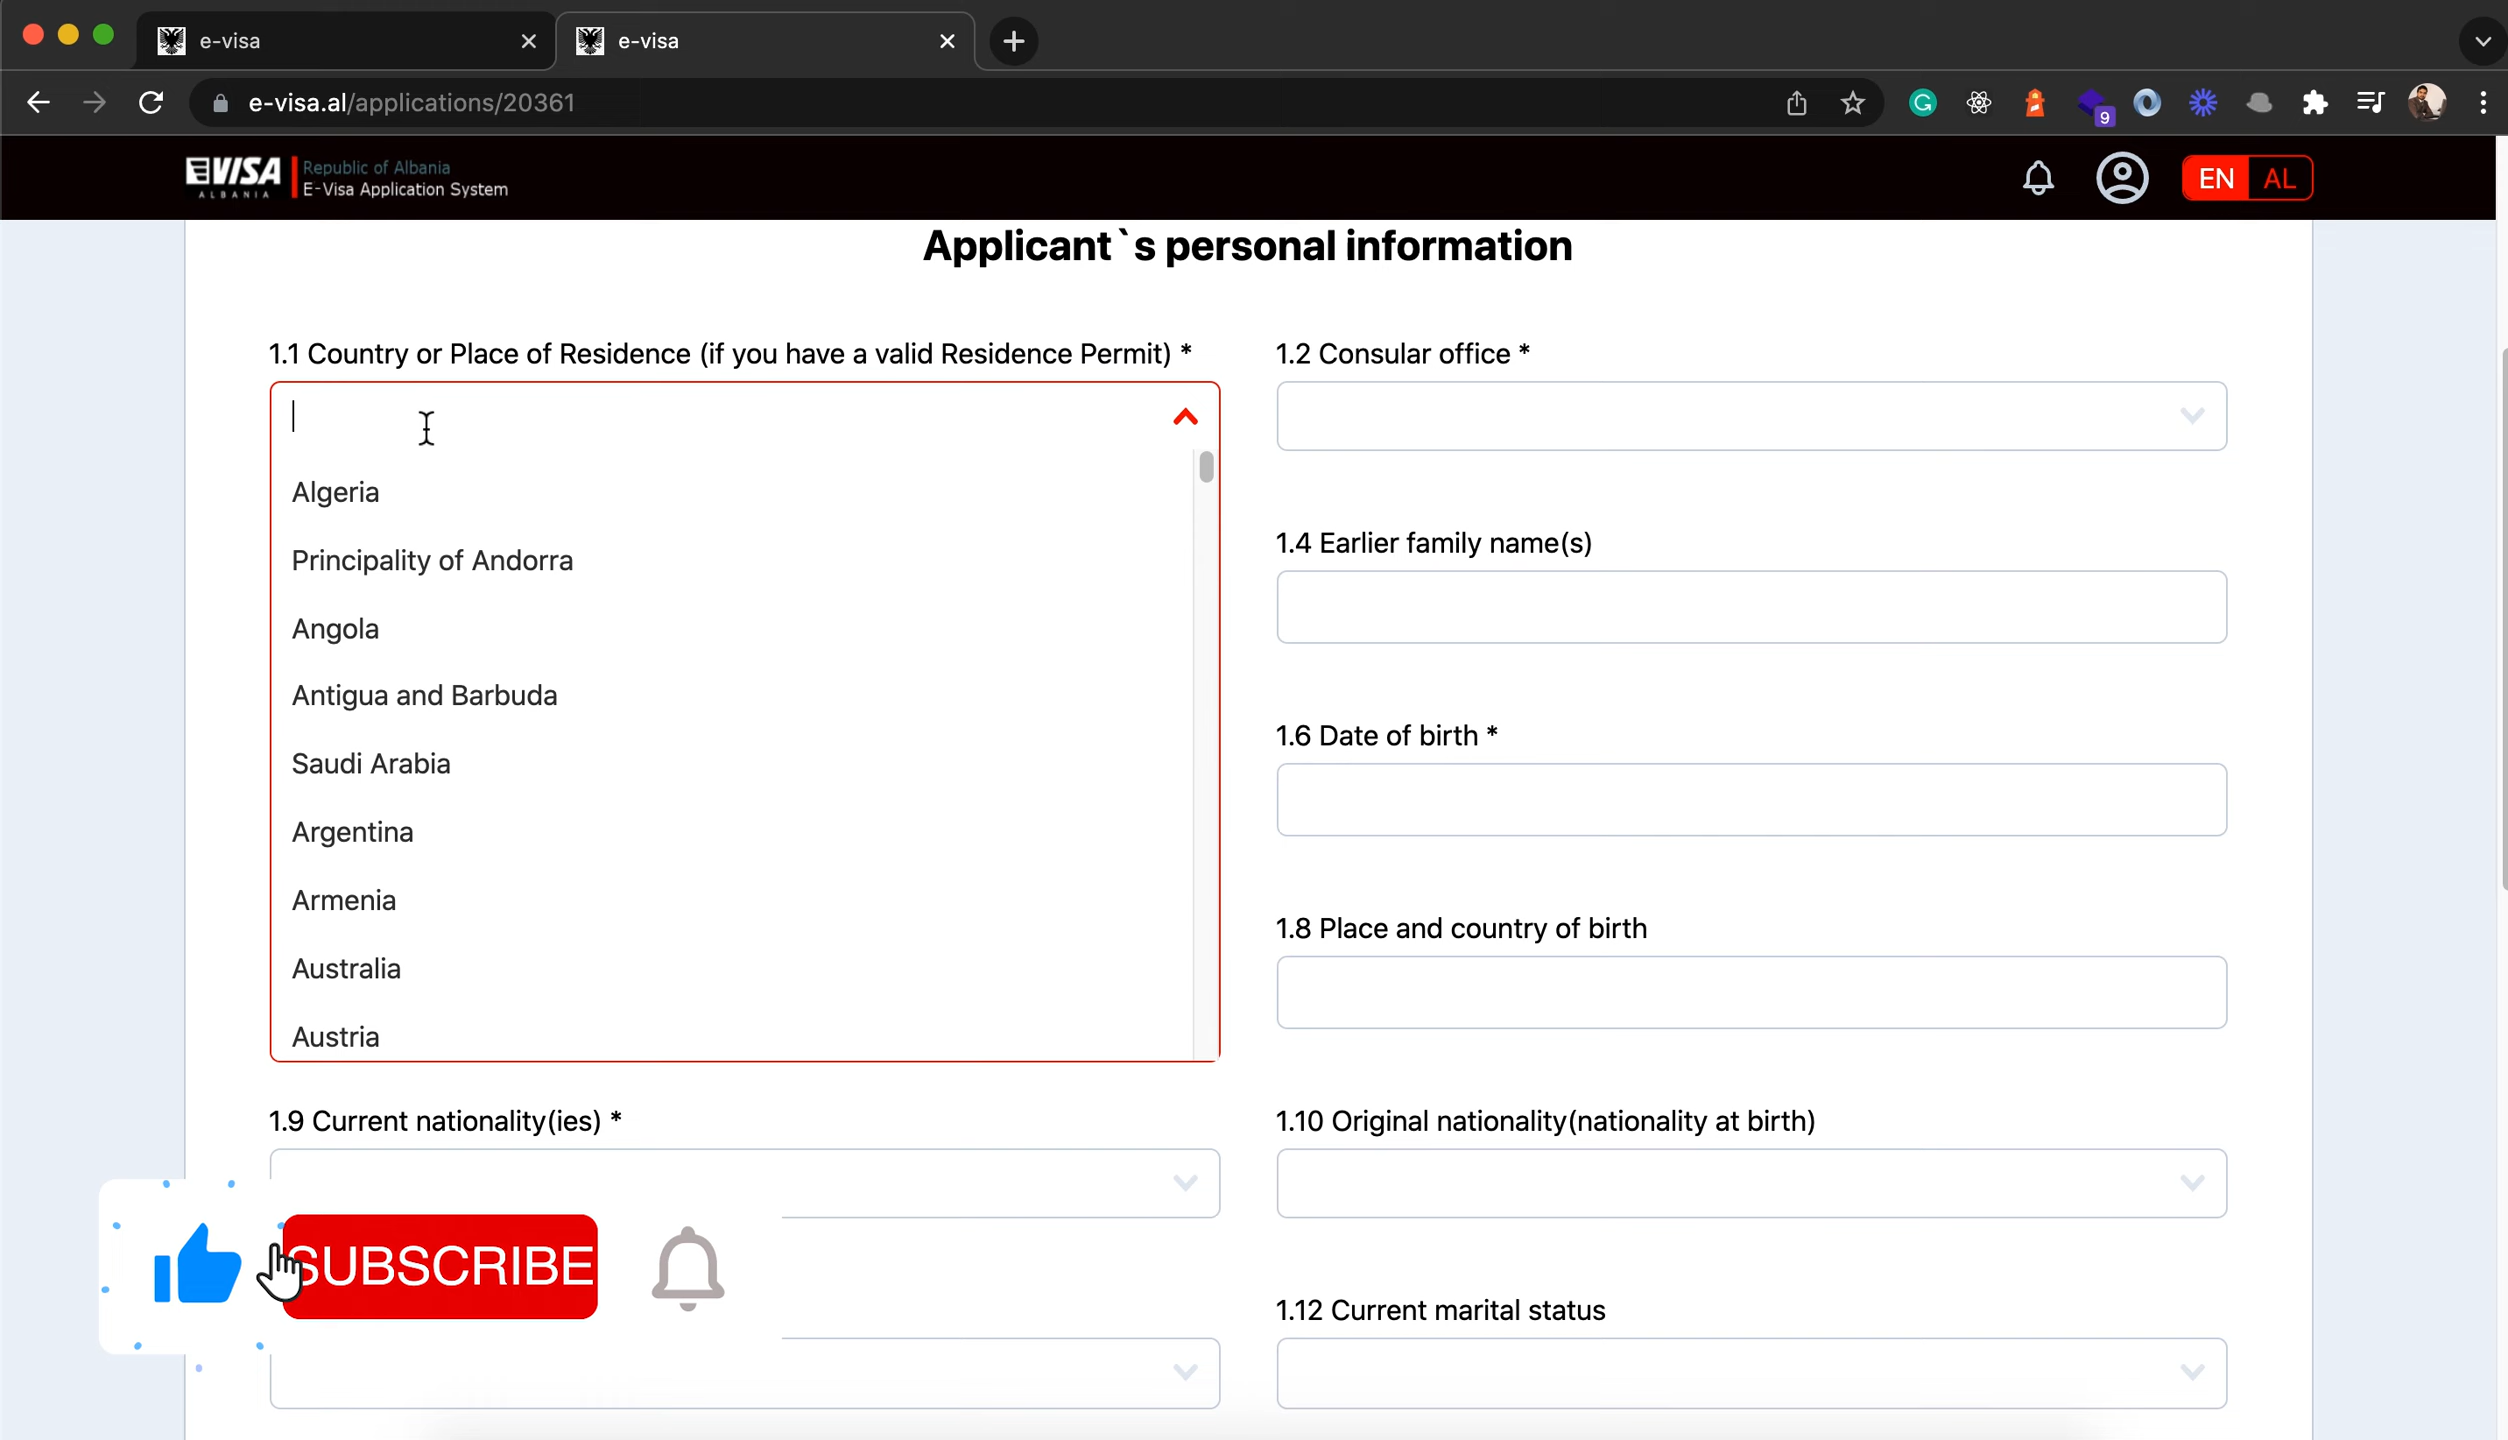 e-visa
e-visa
e-visa.al/applications/20361
9
EVISA
ALBANIA
Republic of Albania
E-Visa Application System
EN AL
Applicant`s personal information
1.1 Country or Place of Residence (if you have a valid Residence Permit) *
1.2 Consular office *
Algeria
Principality of Andorra
Angola
Antigua and Barbuda
Saudi Arabia
Argentina
Armenia
Australia
Austria
1.4 Earlier family name(s)
1.6 Date of birth *
1.8 Place and country of birth
1.9 Current nationality(ies) *
1.10 Original nationality(nationality at birth)
SUBSCRIBE
1.12 Current marital status